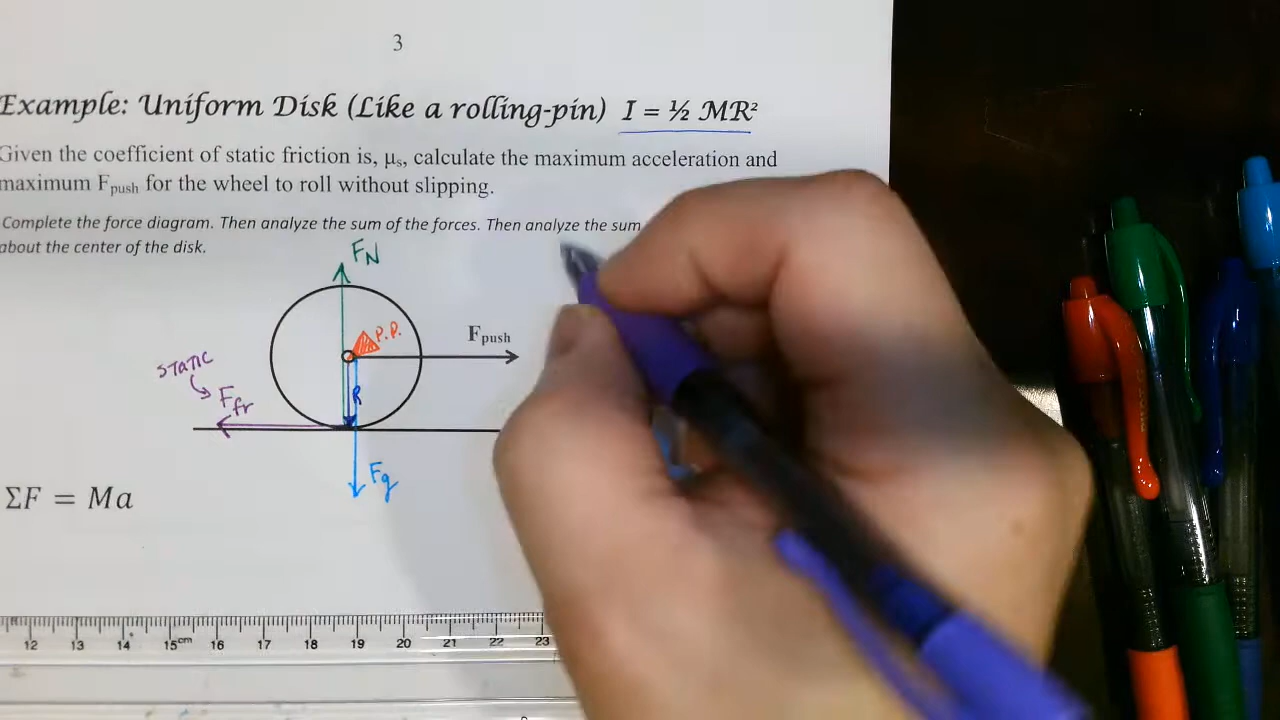 3
Example: Uniform Disk (Like a rolling-pin) I = ½ MR²
Given the coefficient of static friction is, μs, calculate the maximum acceleration and
maximum Fpush for the wheel to roll without slipping.
Complete the force diagram. Then analyze the sum of the forces. Then analyze the sum
about the center of the disk.
FN
P.P.
Fpush
STATIC
Ffr
R
Fg
ΣF = Ma
12 13 14 15cm 16 17 18 19 20 21 22 23